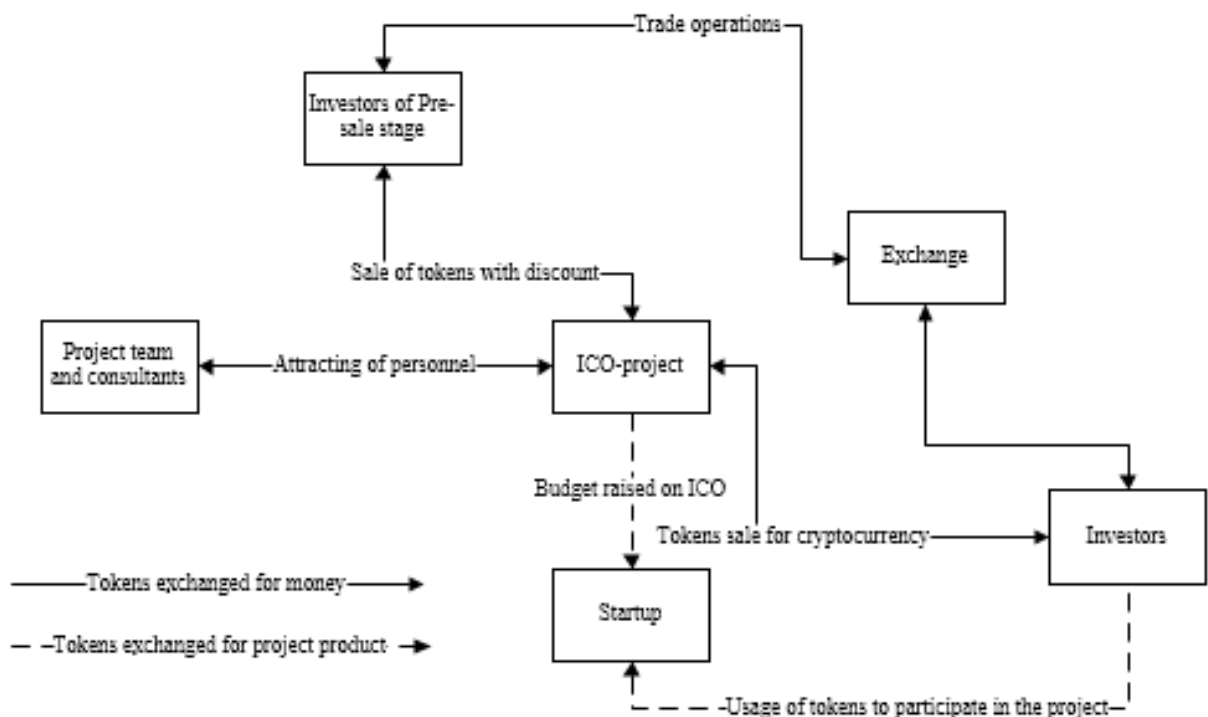 Trade operations
Investors of Pre-
sale stage
Exchange
Sale of tokens with discount
Project team
and consultants
Attracting of personnel
ICO-project
Budget raised on ICO
Tokens sale for cryptocurrency
Investors
Tokens exchanged for money
Startup
Tokens exchanged for project product
Usage of tokens to participate in the project